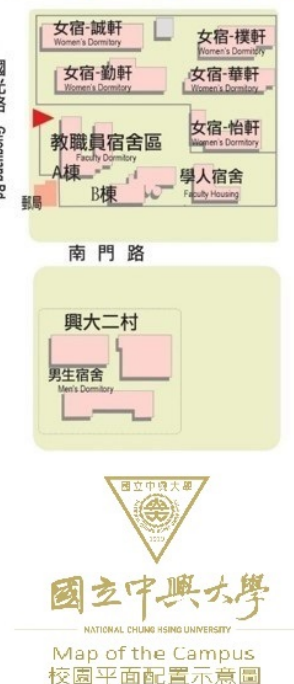 女宿-誠軒
Women's Dormitory
女宿-樸軒
Women's Dormitory
女宿-勤軒
Women's Dormitory
女宿-華軒
Women's Dormitory
國光路 Guoguang Rd
女宿-怡軒
Women's Dormitory
教職員宿舍區
Faculty Dormitory
A棟
B棟
學人宿舍
Faculty Housing
郵局
南門路
興大二村
男生宿舍
Men's Dormitory
國立中興大學
1919
國立中興大學
NATIONAL CHUNG HSING UNIVERSITY
Map of the Campus
校園平面配置示意圖